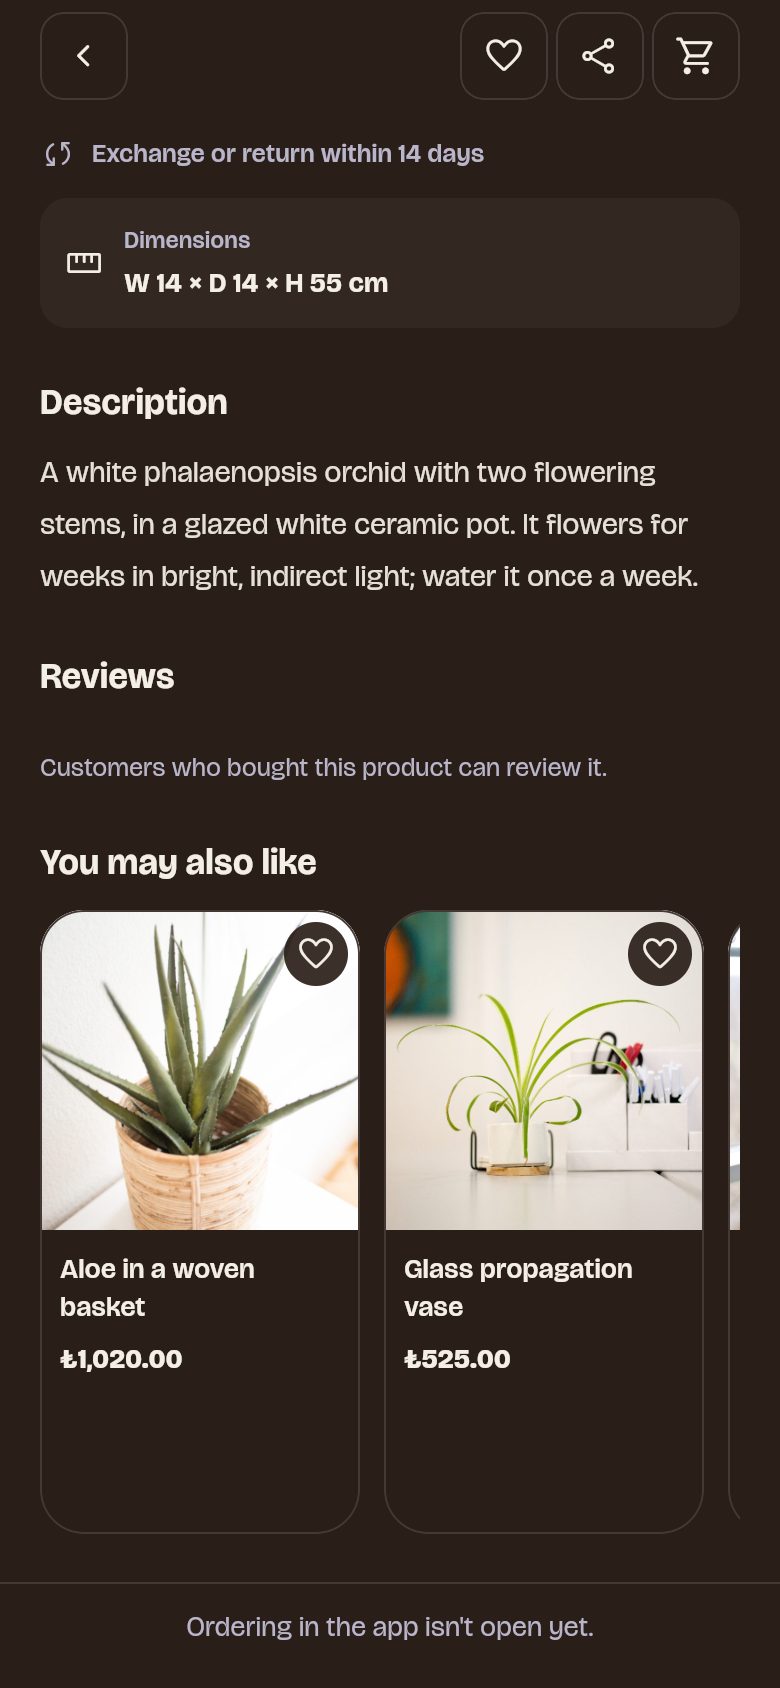 Exchange or return within 14 days
Dimensions
W 14 × D 14 × H 55 cm
Description
A white phalaenopsis orchid with two flowering
stems, in a glazed white ceramic pot. It flowers for
weeks in bright, indirect light; water it once a week.
Reviews
Customers who bought this product can review it.
You may also like
Aloe in a woven
basket
₺1,020.00
Glass propagation
vase
₺525.00
Ordering in the app isn't open yet.